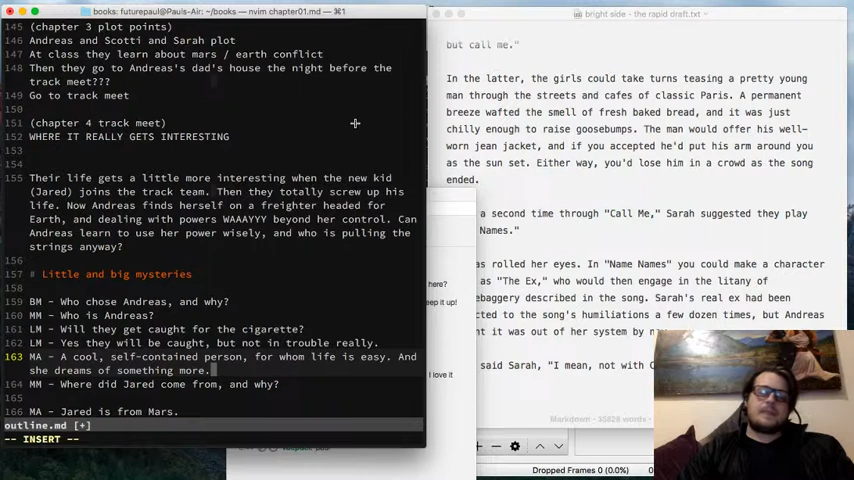 books: futurepaul@Pauls-Air: ~/books — nvim chapter01.md — ⌘1
145 (chapter 3 plot points)
146 Andreas and Scotti and Sarah plot
147 At class they learn about mars / earth conflict
148 Then they go to Andreas's dad's house the night before the
track meet???
149 Go to track meet
150
151 (chapter 4 track meet)
152 WHERE IT REALLY GETS INTERESTING
153
154
155 Their life gets a little more interesting when the new kid
(Jared) joins the track team. Then they totally screw up his
life. Now Andreas finds herself on a freighter headed for
Earth, and dealing with powers WAAAYYY beyond her control. Can
Andreas learn to use her power wisely, and who is pulling the
strings anyway?
156
157 # Little and big mysteries
158
159 BM - Who chose Andreas, and why?
160 MM - Who is Andreas?
161 LM - Will they get caught for the cigarette?
162 LM - Yes they will be caught, but not in trouble really.
163 MA - A cool, self-contained person, for whom life is easy. And
she dreams of something more.
164 MM - Where did Jared come from, and why?
165
166 MA - Jared is from Mars.
outline.md [+]
-- INSERT --
bright side - the rapid draft.txt
but call me."
In the latter, the girls could take turns teasing a pretty young
man through the streets and cafes of classic Paris. A permanent
breeze wafted the smell of fresh baked bread, and it was just
chilly enough to raise goosebumps. The man would offer his well-
worn jean jacket, and if you accepted he'd put his arm around you
as the sun set. Either way, you'd lose him in a crowd as the song
ended.
a second time through "Call Me," Sarah suggested they play
Names."
as rolled her eyes. In "Name Names" you could make a character
as "The Ex," who would then engage in the litany of
ebaggery described in the song. Sarah's real ex had been
cted to the song's humiliations a few dozen times, but Andreas
t it was out of her system by n
said Sarah, "I mean, not with C
here?
eep it up!
I love it
Markdown — 35828 words
Dropped Frames 0 (0.0%)